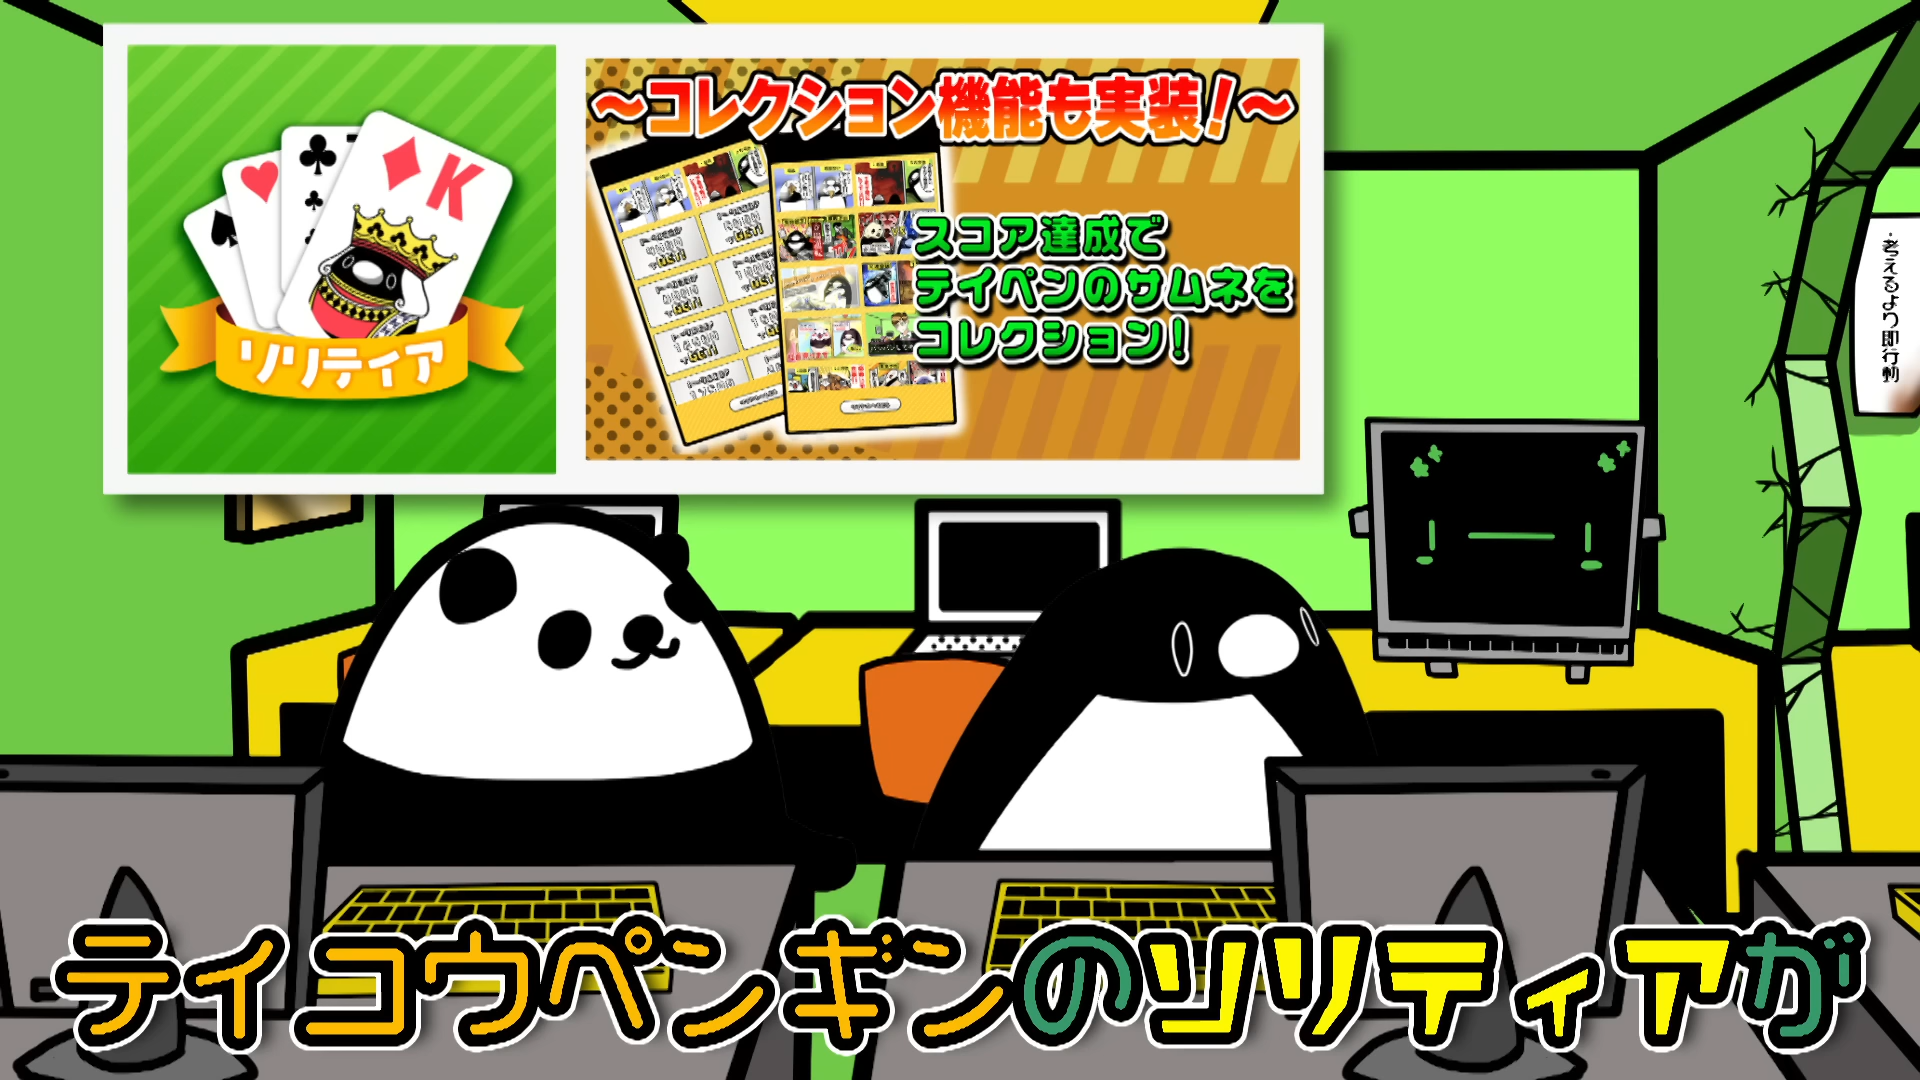 K
ソリティア
～コレクション機能も実装！～
スコア達成で
テイペンのサムネを
コレクション！
・考えるより即行動
テイコウペンギンのソリティアが